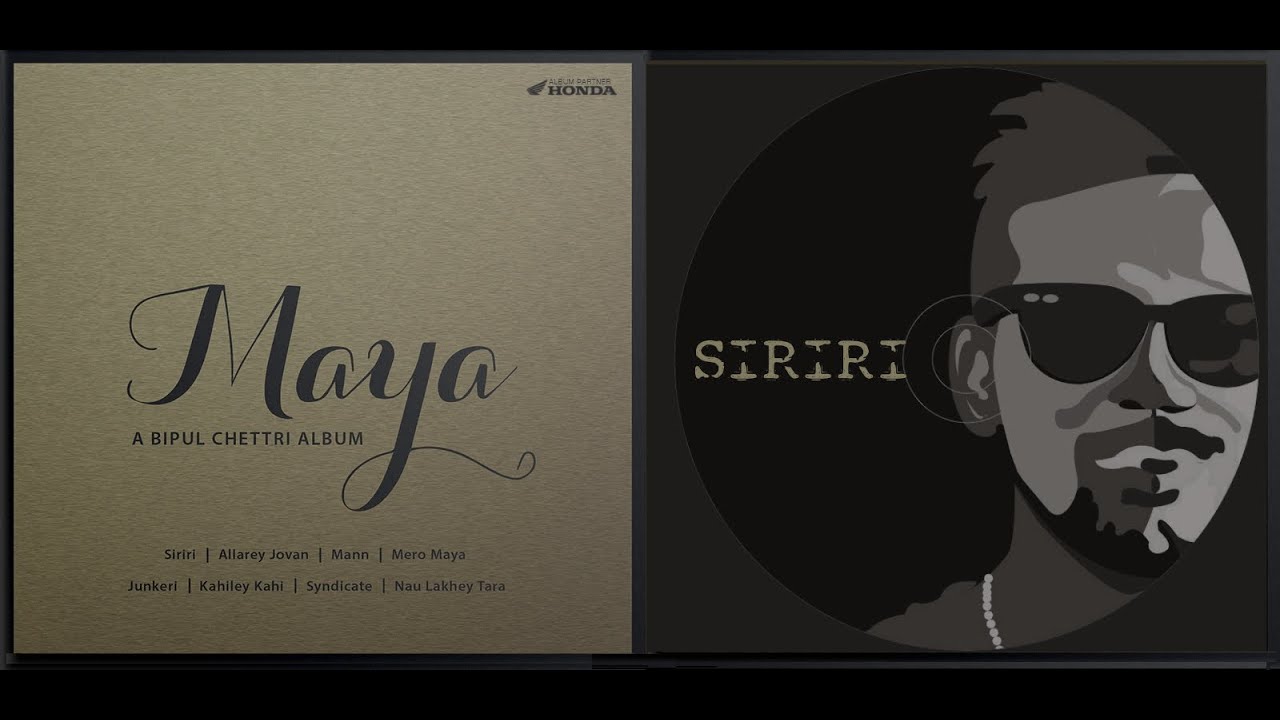 ALBUM PARTNER
HONDA
Maya
A BIPUL CHETTRI ALBUM
Siriri | Allarey Jovan | Mann | Mero Maya
Junkeri | Kahiley Kahi | Syndicate | Nau Lakhey Tara
SIRIRI